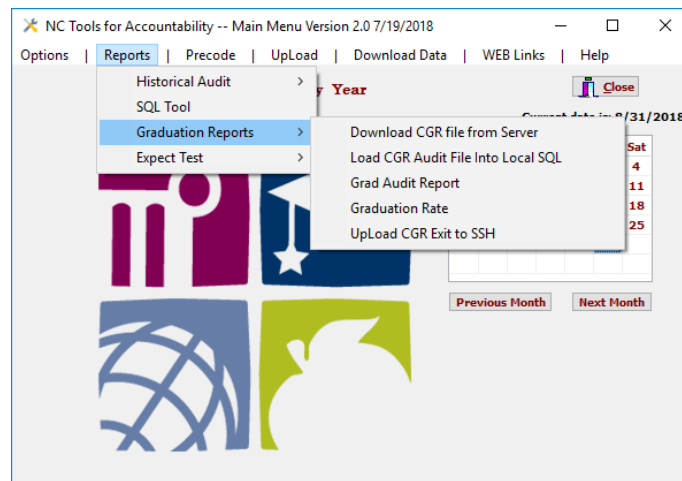 NC Tools for Accountability -- Main Menu Version 2.0 7/19/2018
Options | Reports | Precode | UpLoad | Download Data | WEB Links | Help
Historical Audit > Year Close
SQL Tool
8/31/2018
Graduation Reports > Download CGR file from Server Sat
Expect Test > Load CGR Audit File Into Local SQL 4
Grad Audit Report 11
Graduation Rate 18
UpLoad CGR Exit to SSH 25
Previous Month Next Month